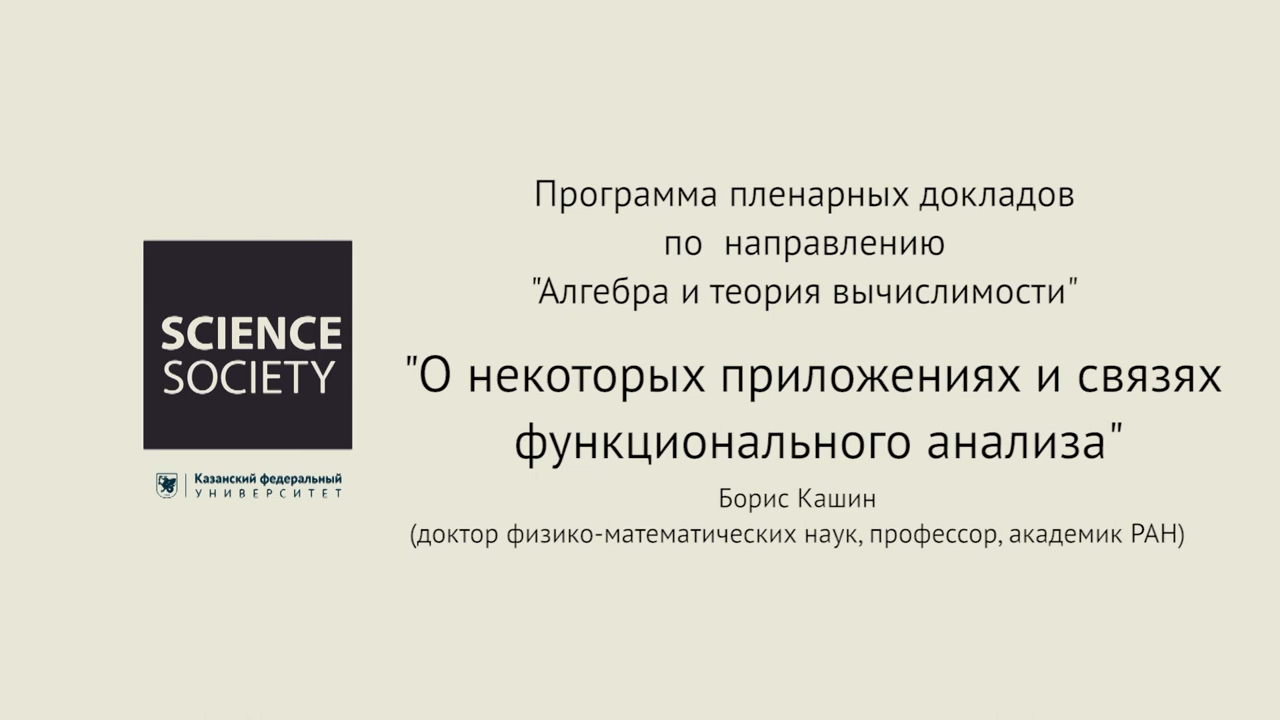 SCIENCE
SOCIETY
Казанский федеральный
УНИВЕРСИТЕТ
Программа пленарных докладов
по направлению
"Алгебра и теория вычислимости"
"О некоторых приложениях и связях
функционального анализа"
Борис Кашин
(доктор физико-математических наук, профессор, академик РАН)